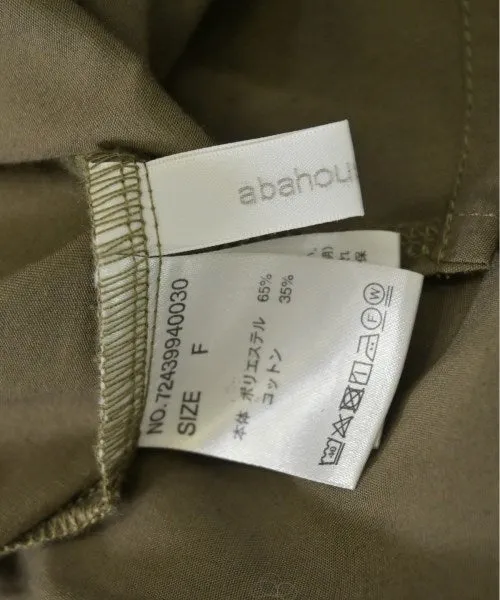 abahou
NO.72439940030
SIZE F
本体 ポリエステル 65%
コットン 35%